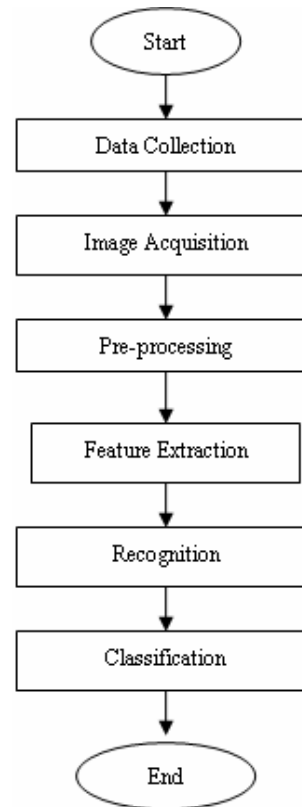 Start
Data Collection
Image Acquisition
Pre-processing
Feature Extraction
Recognition
Classification
End